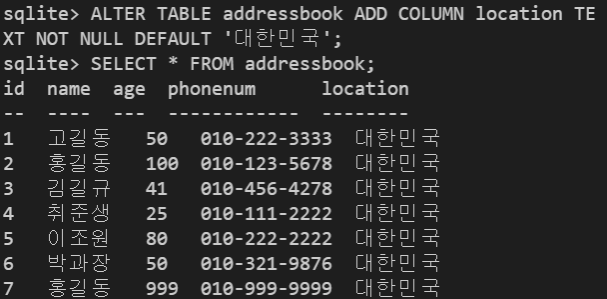 sqlite> ALTER TABLE addressbook ADD COLUMN location TE
XT NOT NULL DEFAULT '대한민국';
sqlite> SELECT * FROM addressbook;
id  name  age  phonenum      location
--  ----  ---  ------------  --------
1   고길동   50   010-222-3333  대한민국
2   홍길동   100  010-123-5678  대한민국
3   김길규   41   010-456-4278  대한민국
4   취준생   25   010-111-2222  대한민국
5   이조원   80   010-222-2222  대한민국
6   박과장   50   010-321-9876  대한민국
7   홍길동   999  010-999-9999  대한민국